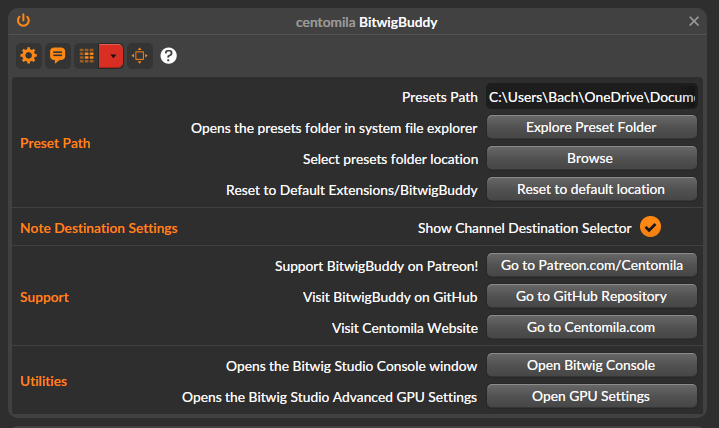 centomila BitwigBuddy
Presets Path C:\Users\Bach\OneDrive\Docum
Opens the presets folder in system file explorer Explore Preset Folder
Preset Path
Select presets folder location Browse
Reset to Default Extensions/BitwigBuddy Reset to default location
Note Destination Settings Show Channel Destination Selector
Support BitwigBuddy on Patreon! Go to Patreon.com/Centomila
Support Visit BitwigBuddy on GitHub Go to GitHub Repository
Visit Centomila Website Go to Centomila.com
Opens the Bitwig Studio Console window Open Bitwig Console
Utilities
Opens the Bitwig Studio Advanced GPU Settings Open GPU Settings